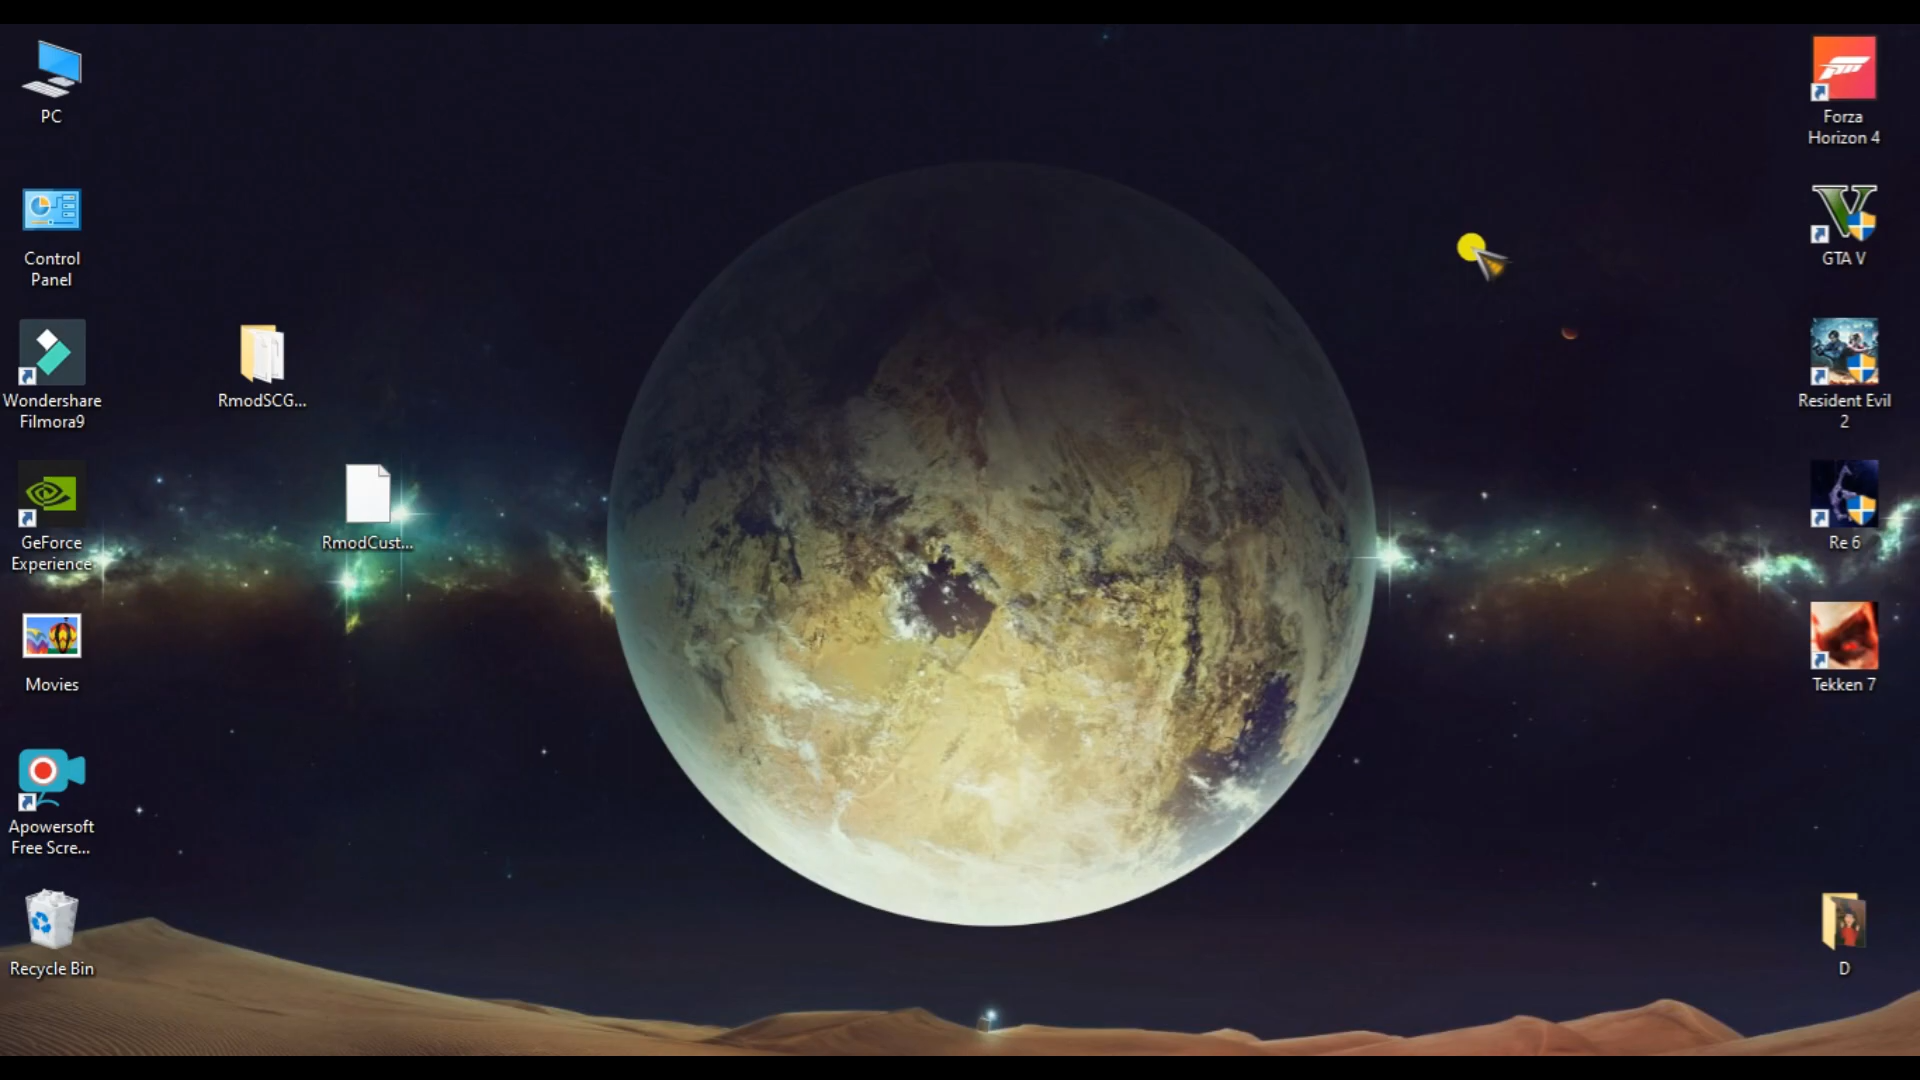 PC
Control
Panel
Wondershare
Filmora9
GeForce
Experience
Movies
Apowersoft
Free Scre...
Recycle Bin
RmodSCG...
RmodCust...
Forza
Horizon 4
GTA V
Resident Evil
2
Re 6
Tekken 7
D